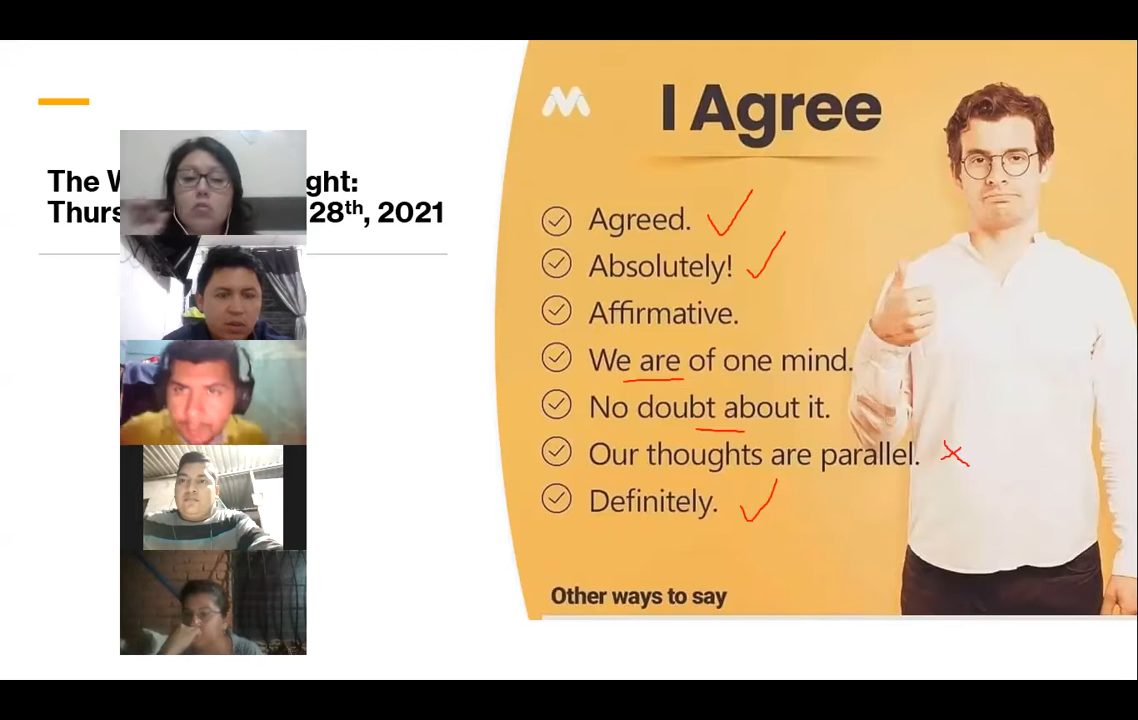 The W ght:
Thurs 28th, 2021
I Agree
Agreed.
Absolutely!
Affirmative.
We are of one mind.
No doubt about it.
Our thoughts are parallel.
Definitely.
Other ways to say